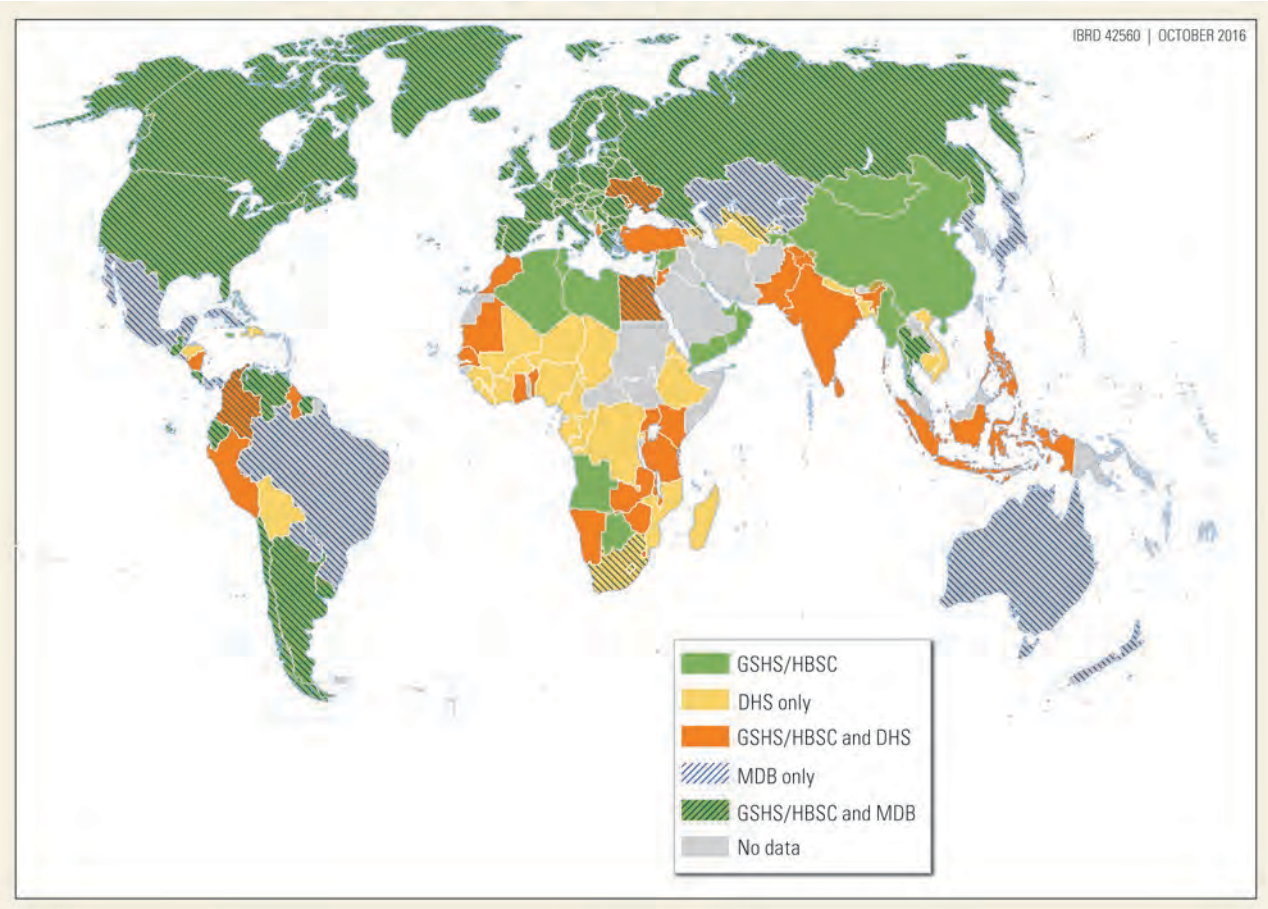 IBRD 42560 | OCTOBER 2016
GSHS/HBSC
DHS only
GSHS/HBSC and DHS
MDB only
GSHS/HBSC and MDB
No data